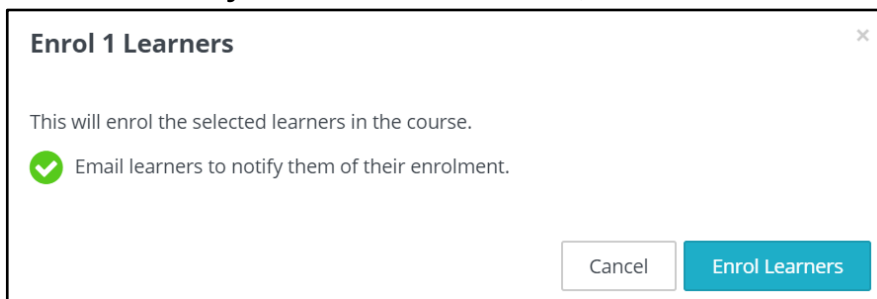 Enrol 1 Learners
×
This will enrol the selected learners in the course.
Email learners to notify them of their enrolment.
Cancel Enrol Learners